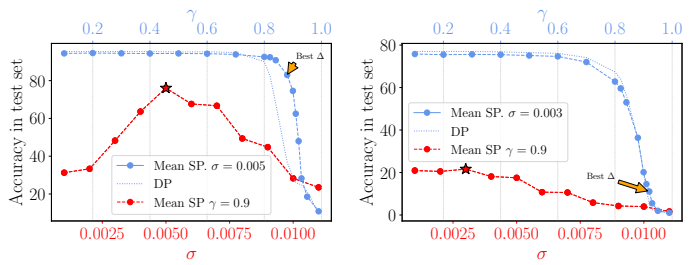 γ
0.2 0.4 0.6 0.8 1.0
Accuracy in test set
80
60
40
20
Best Δ
Mean SP. σ = 0.005
DP
Mean SP γ = 0.9
0.0025 0.0050 0.0075 0.0100
σ
γ
0.2 0.4 0.6 0.8 1.0
Accuracy in test set
80
60
40
20
0
Mean SP. σ = 0.003
DP
Mean SP γ = 0.9
Best Δ
0.0025 0.0050 0.0075 0.0100
σ